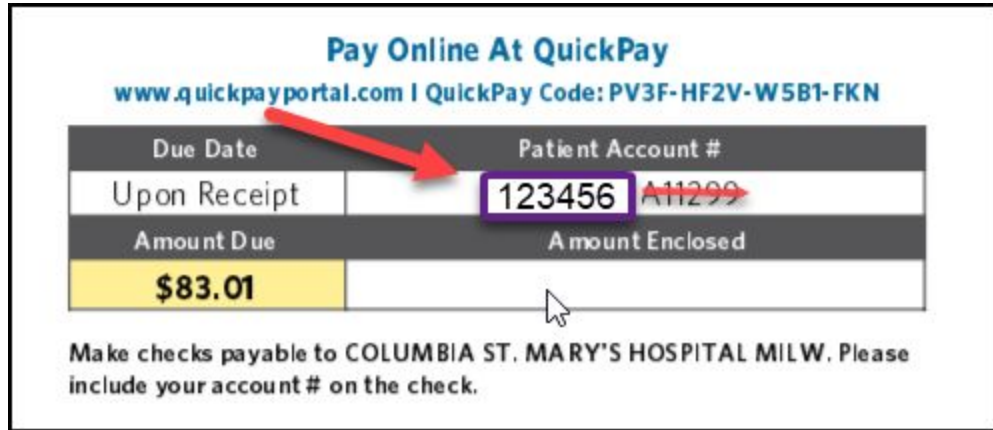 Pay Online At QuickPay
www.quickpayportal.com I QuickPay Code: PV3F-HF2V-W5B1-FKN
Due Date Patient Account #
Upon Receipt 123456 A11299
Amount Due Amount Enclosed
$83.01
Make checks payable to COLUMBIA ST. MARY'S HOSPITAL MILW. Please
include your account # on the check.